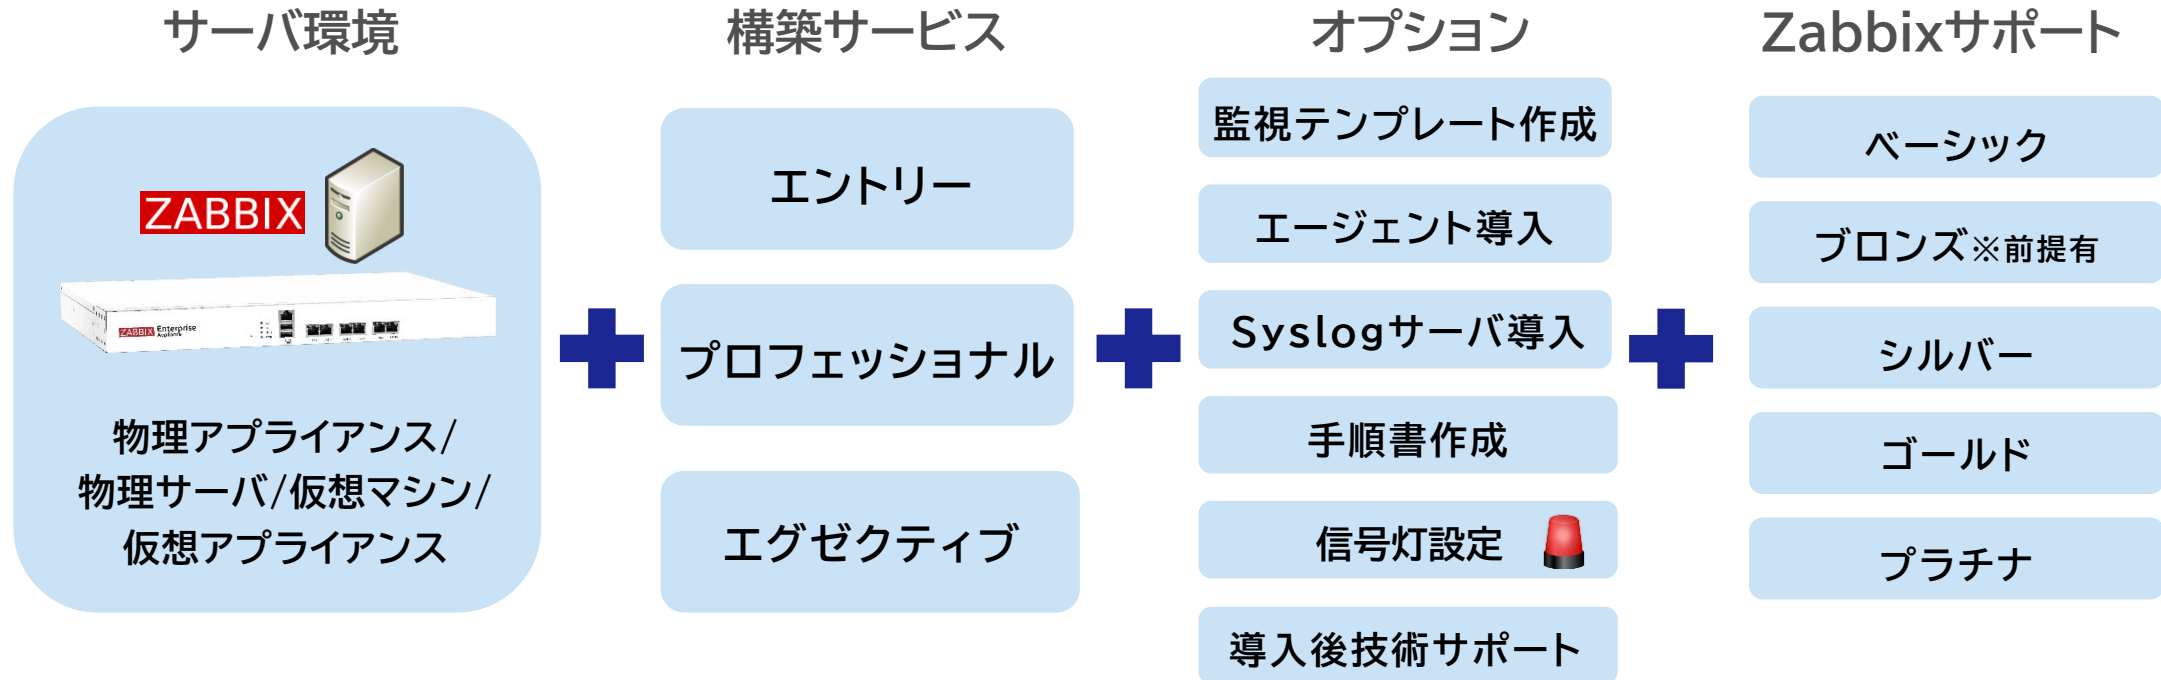 サーバ環境
ZABBIX
ZABBIX Enterprise
Appliance
物理アプライアンス/
物理サーバ/仮想マシン/
仮想アプライアンス
構築サービス
エントリー
プロフェッショナル
エグゼクティブ
オプション
監視テンプレート作成
エージェント導入
Syslogサーバ導入
手順書作成
信号灯設定
導入後技術サポート
Zabbixサポート
ベーシック
ブロンズ※前提有
シルバー
ゴールド
プラチナ